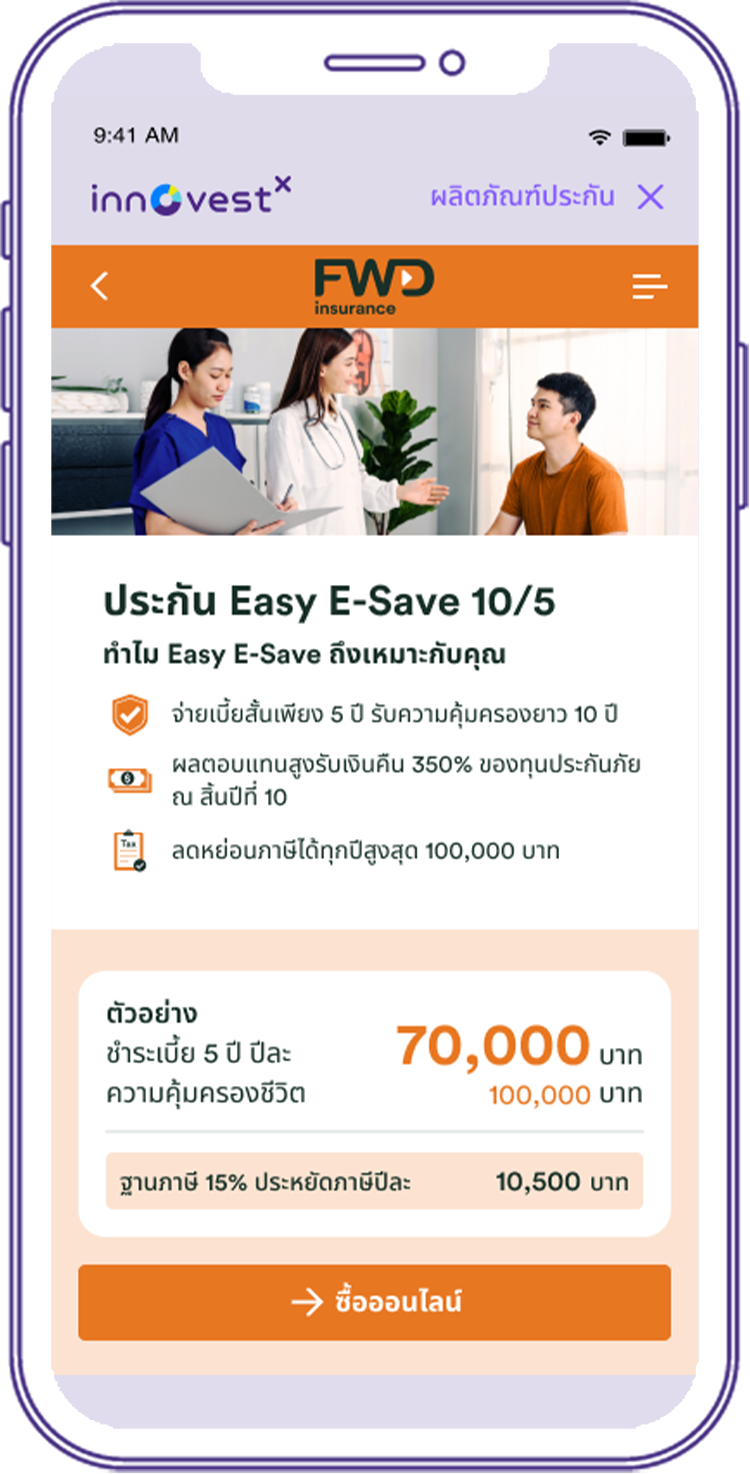 9:41 AM
innovestx
ผลิตภัณฑ์ประกัน
FWD
insurance
ประกัน Easy E-Save 10/5
ทำไม Easy E-Save ถึงเหมาะกับคุณ
จ่ายเบี้ยสั้นเพียง 5 ปี รับความคุ้มครองยาว 10 ปี
ผลตอบแทนสูงรับเงินคืน 350% ของทุนประกันภัย
ณ สิ้นปีที่ 10
Tax
ลดหย่อนภาษีได้ทุกปีสูงสุด 100,000 บาท
ตัวอย่าง
ชำระเบี้ย 5 ปี ปีละ 70,000 บาท
ความคุ้มครองชีวิต 100,000 บาท
ฐานภาษี 15% ประหยัดภาษีปีละ 10,500 บาท
ซื้อออนไลน์